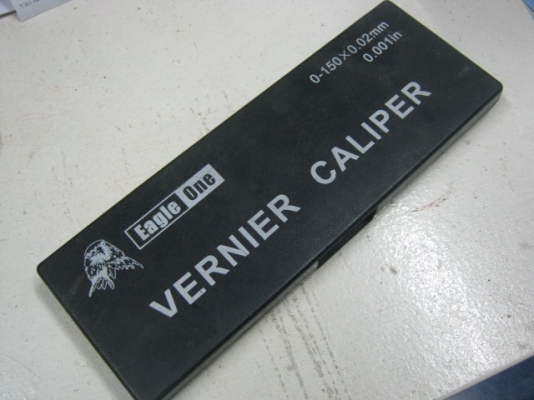 0-150×0.02mm
0.001in
Eagle One
VERNIER CALIPER